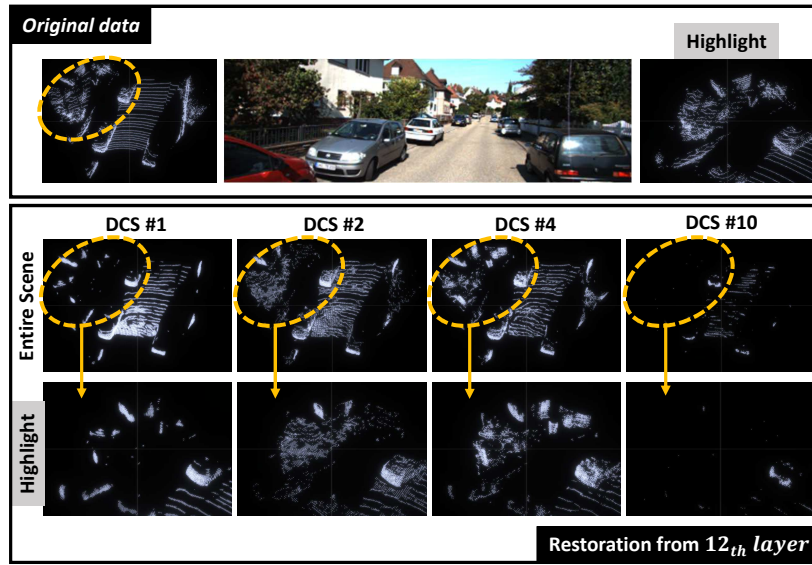 Original data
Highlight
DCS #1 DCS #2 DCS #4 DCS #10
Entire Scene
Highlight
Restoration from 12th layer